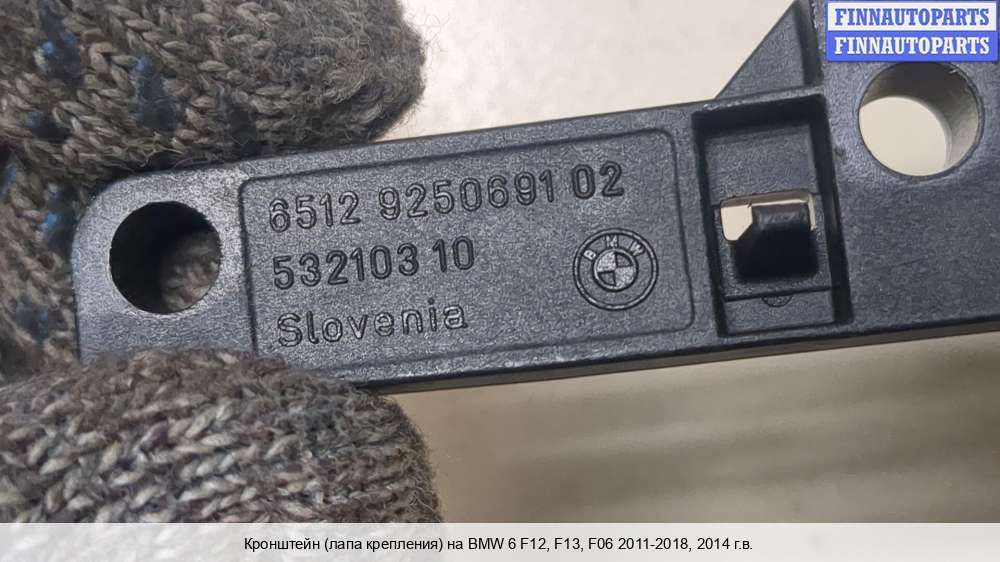 FINNAUTOPARTS
FINNAUTOPARTS
6512 9250691 02
532103 10
Slovenia
BMW
Кронштейн (лапа крепления) на BMW 6 F12, F13, F06 2011-2018, 2014 г.в.